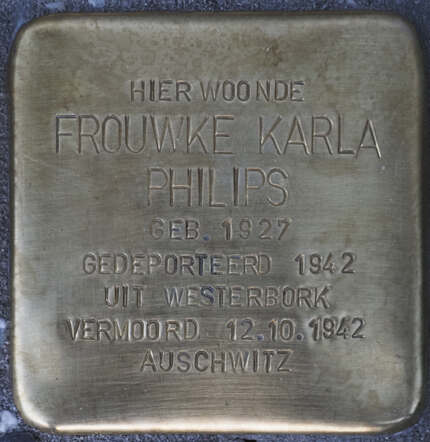 HIER WOONDE
FROUWKE KARLA
PHILIPS
GEB. 1927
GEDEPORTEERD 1942
UIT WESTERBORK
VERMOORD 12.10.1942
AUSCHWITZ